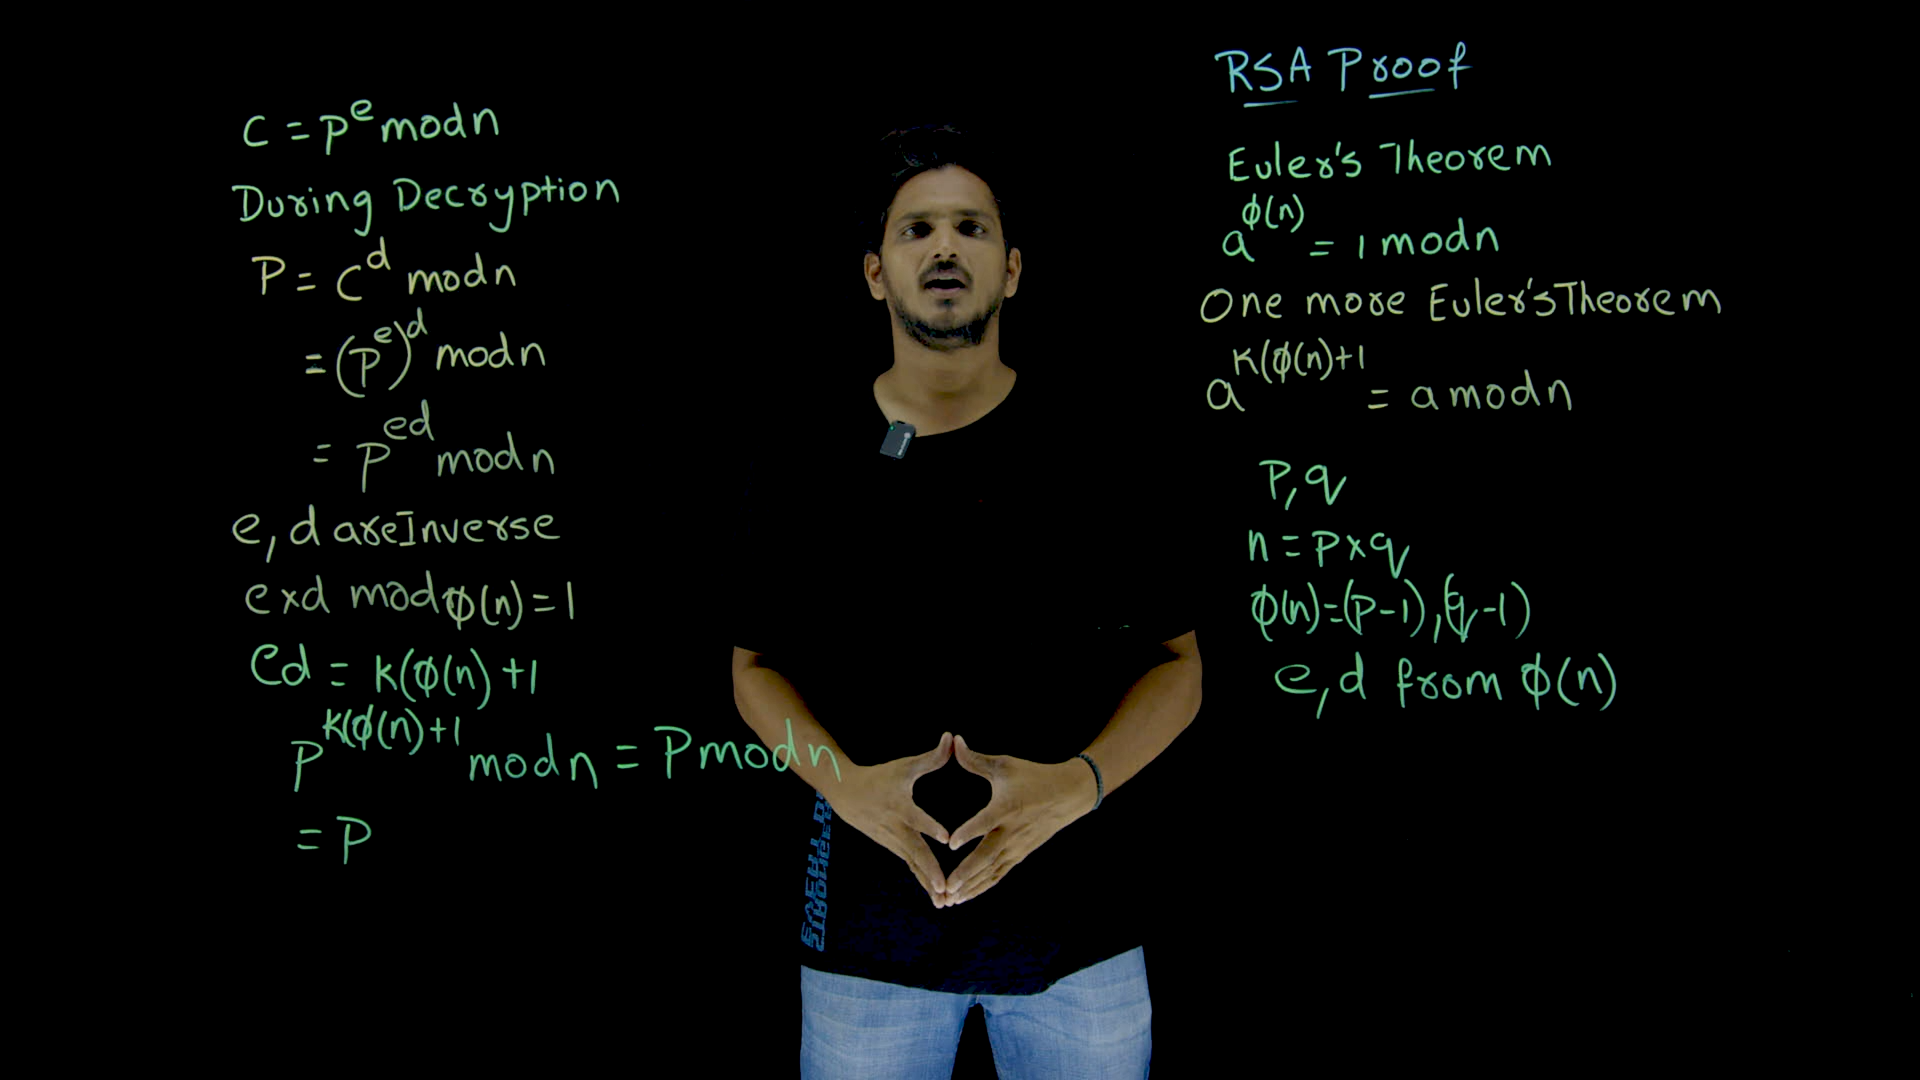 C = P^e mod n
During Decryption
P = C^d mod n
= (P^e)^d mod n
= P^ed mod n
e, d are Inverse
exd mod φ(n) = 1
ed = K(φ(n) + 1
P^K(φ(n)+1 mod n = P mod n
= P
RSA Proof
Euler's Theorem
a^φ(n) = 1 mod n
One more Euler's Theorem
a^K(φ(n)+1 = a mod n
P, q
n = P x q
φ(n) = (P-1), (q-1)
e, d from φ(n)